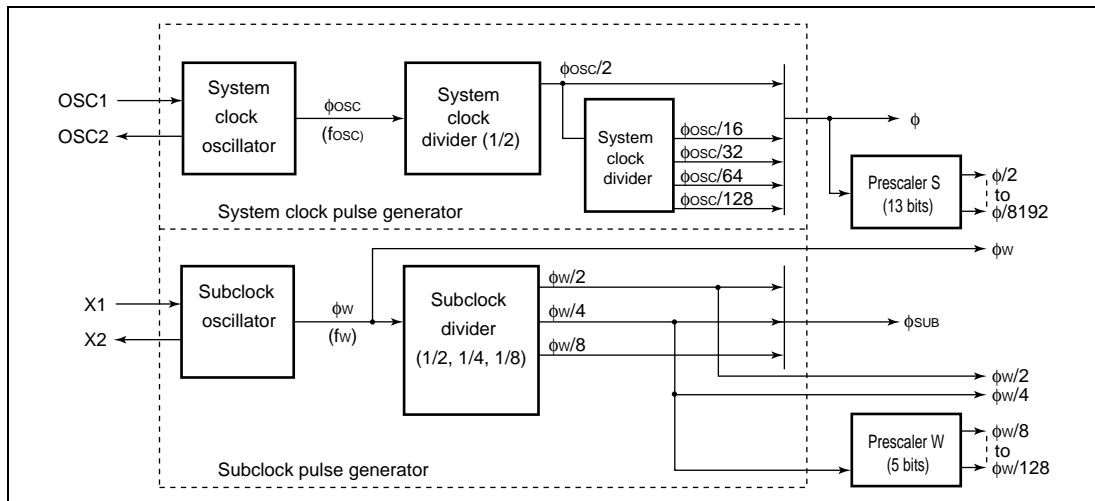 OSC1
OSC2
System
clock
oscillator
φOSC
(fOSC)
System
clock
divider (1/2)
φOSC/2
System
clock
divider
φOSC/16
φOSC/32
φOSC/64
φOSC/128
φ
Prescaler S
(13 bits)
φ/2
to
φ/8192
System clock pulse generator
φW
X1
X2
Subclock
oscillator
φW
(fW)
Subclock
divider
(1/2, 1/4, 1/8)
φW/2
φW/4
φW/8
φSUB
φW/2
φW/4
Prescaler W
(5 bits)
φW/8
to
φW/128
Subclock pulse generator